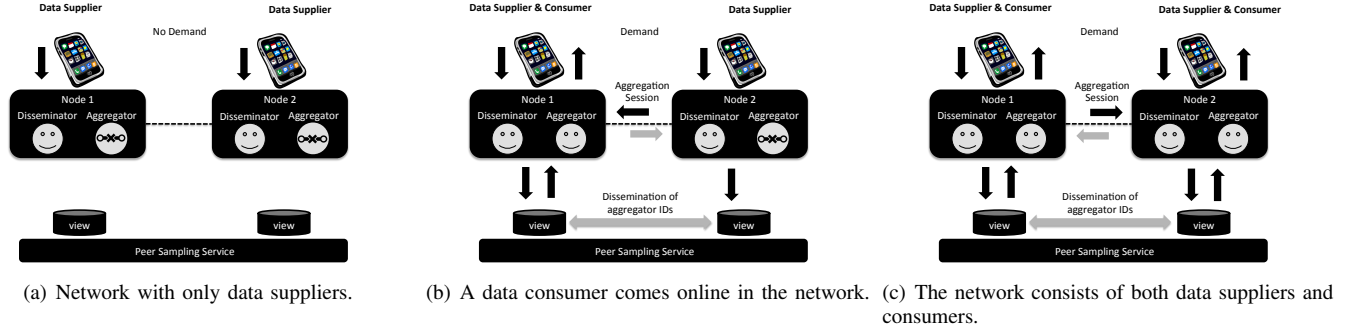 Data Supplier
Data Supplier
No Demand
Node 1
Disseminator Aggregator
Node 2
Disseminator Aggregator
view
view
Peer Sampling Service
(a) Network with only data suppliers.
Data Supplier & Consumer
Data Supplier
Demand
Aggregation
Session
Node 1
Disseminator Aggregator
Node 2
Disseminator Aggregator
Dissemination of
aggregator IDs
view
view
Peer Sampling Service
(b) A data consumer comes online in the network.
Data Supplier & Consumer
Data Supplier & Consumer
Demand
Aggregation
Session
Node 1
Disseminator Aggregator
Node 2
Disseminator Aggregator
Dissemination of
aggregator IDs
view
view
Peer Sampling Service
(c) The network consists of both data suppliers and
consumers.